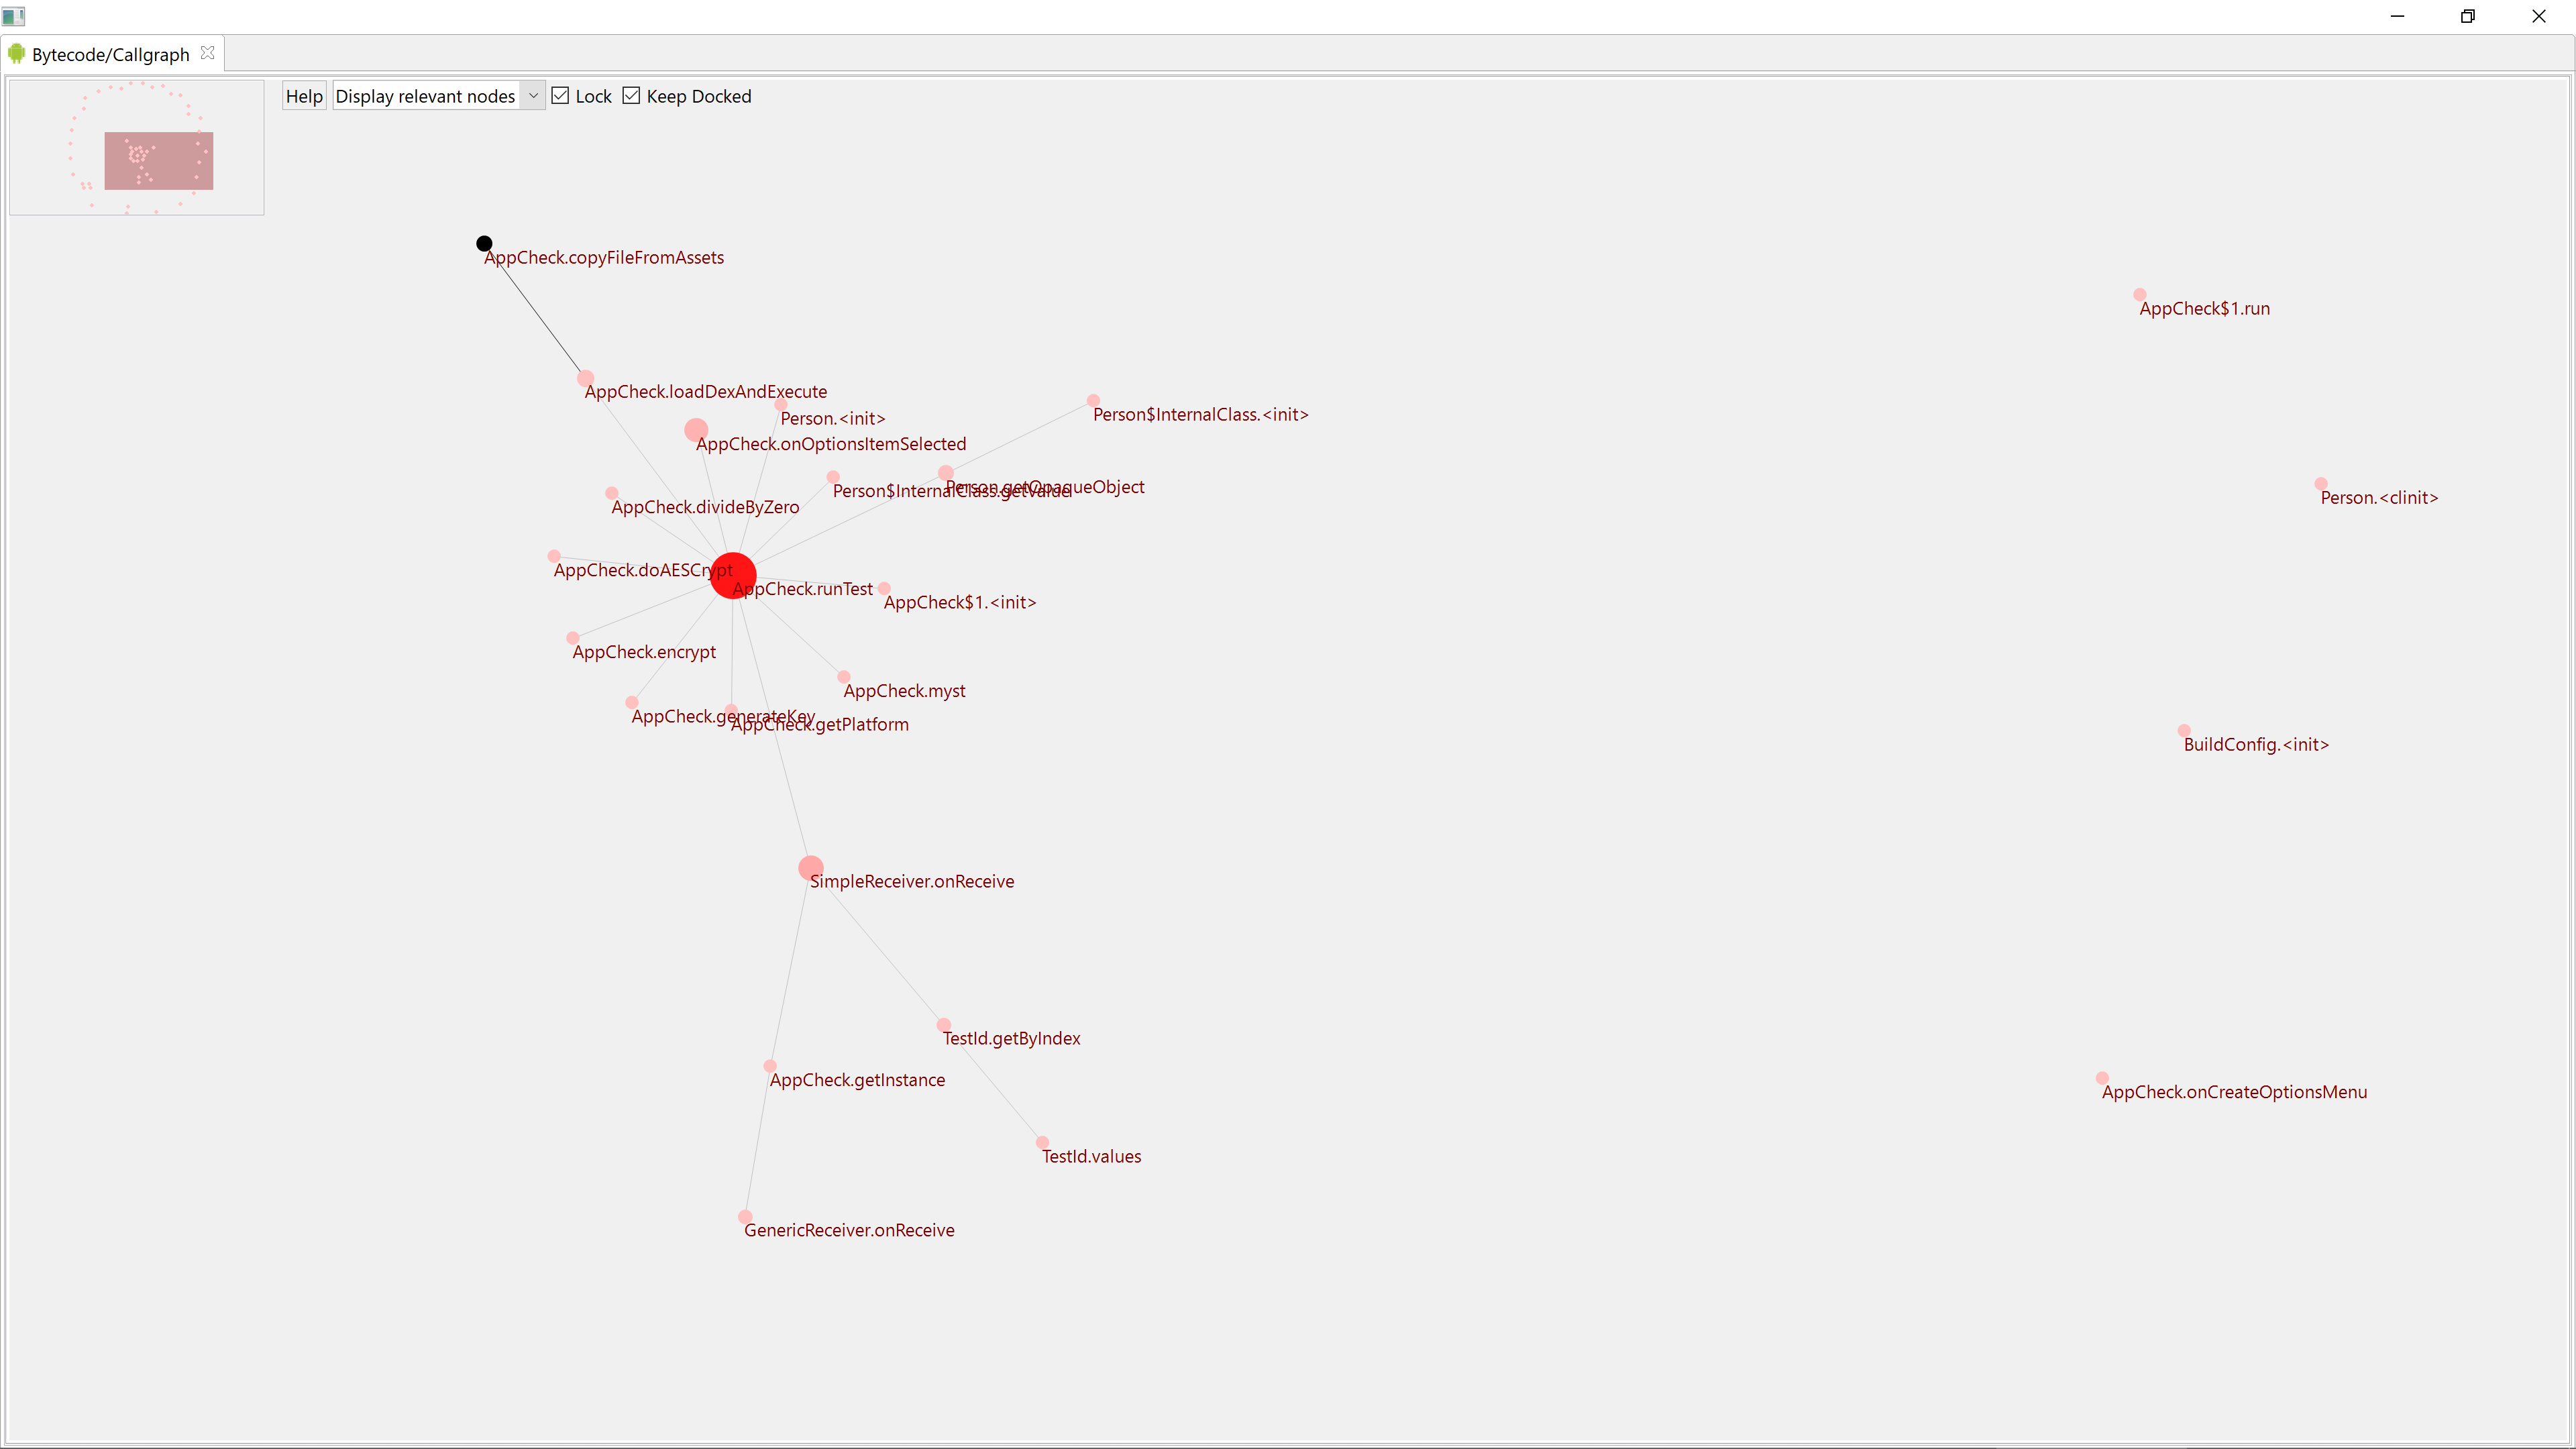 Bytecode/Callgraph
Help Display relevant nodes Lock Keep Docked
AppCheck.copyFileFromAssets
AppCheck$1.run
AppCheck.loadDexAndExecute
Person$InternalClass.<init>
Person.<init>
AppCheck.onOptionsItemSelected
Person.getOpaqueObject
Person$InternalClass.getValue
Person.<clinit>
AppCheck.divideByZero
AppCheck.doAESCrypt
AppCheck.runTest
AppCheck$1.<init>
AppCheck.encrypt
AppCheck.myst
AppCheck.generateKey
AppCheck.getPlatform
BuildConfig.<init>
SimpleReceiver.onReceive
TestId.getByIndex
AppCheck.getInstance
AppCheck.onCreateOptionsMenu
TestId.values
GenericReceiver.onReceive